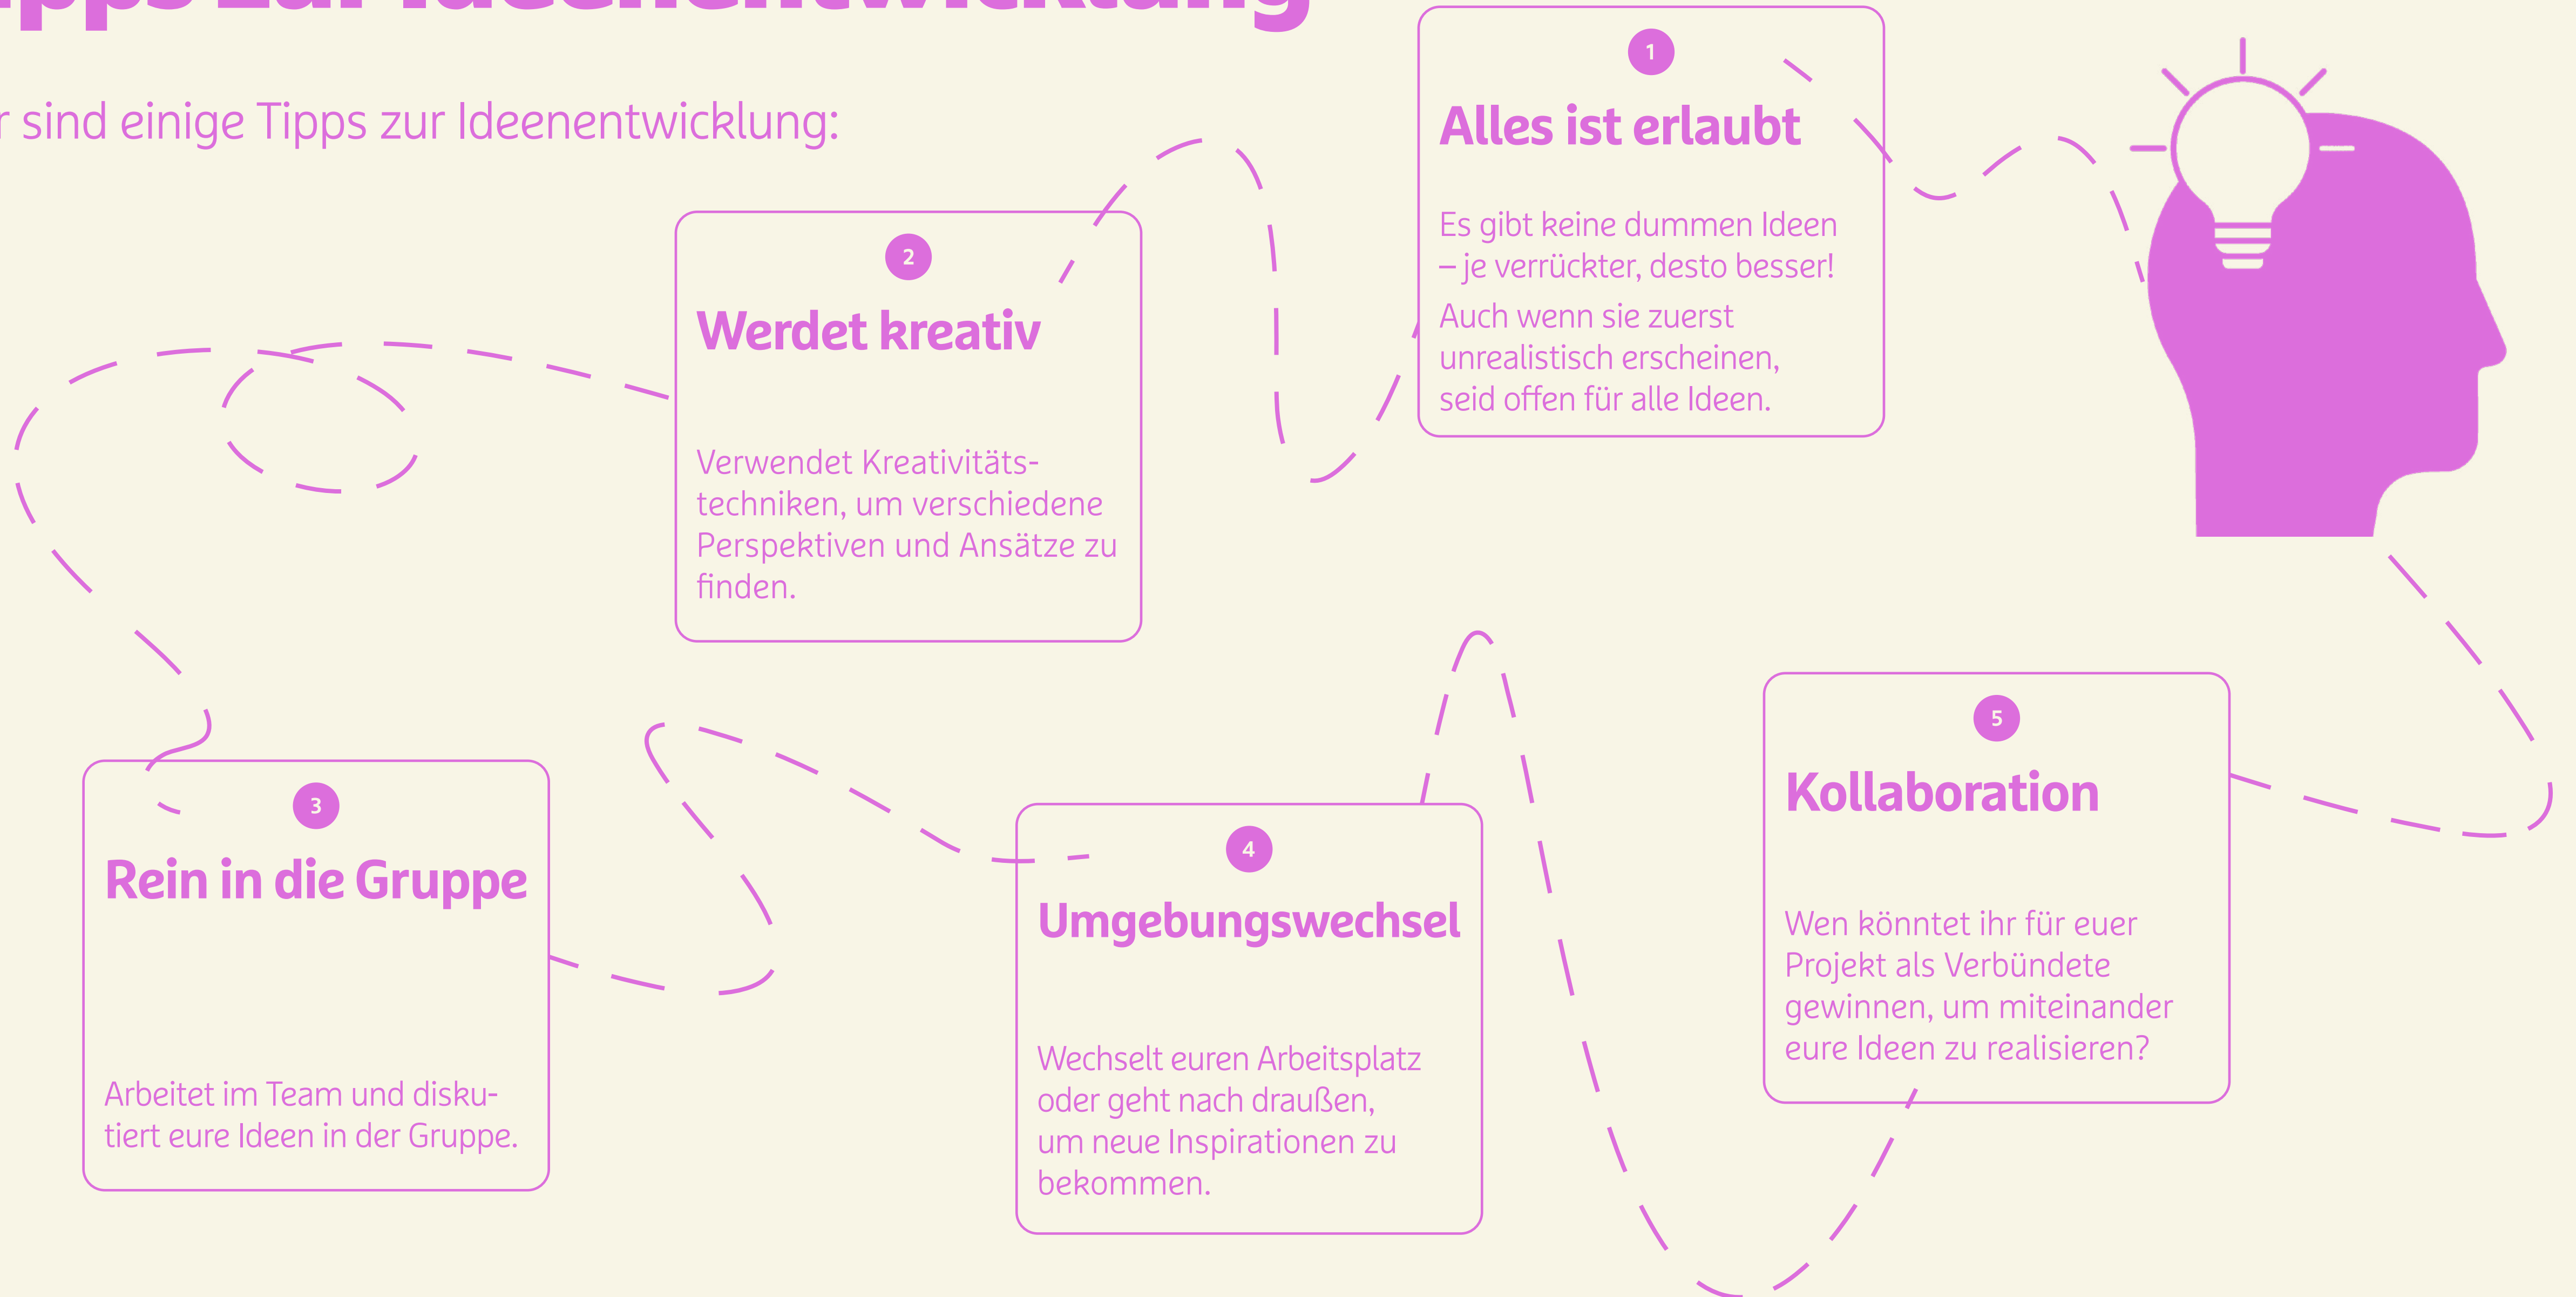 zur Ideenentwicklung
sind einige Tipps zur Ideenentwicklung:
1
Alles ist erlaubt
Es gibt keine dummen Ideen
– je verrückter, desto besser!
Auch wenn sie zuerst
unrealistisch erscheinen,
seid offen für alle Ideen.
2
Werdet kreativ
Verwendet Kreativitäts-
techniken, um verschiedene
Perspektiven und Ansätze zu
finden.
3
Rein in die Gruppe
Arbeitet im Team und disku-
tiert eure Ideen in der Gruppe.
4
Umgebungswechsel
Wechselt euren Arbeitsplatz
oder geht nach draußen,
um neue Inspirationen zu
bekommen.
5
Kollaboration
Wen könntet ihr für euer
Projekt als Verbündete
gewinnen, um miteinander
eure Ideen zu realisieren?